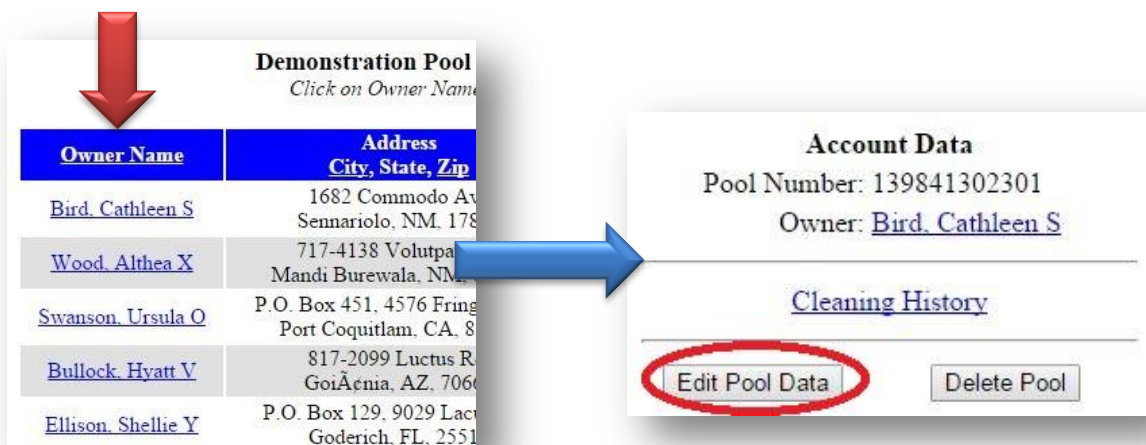 Demonstration Pool
Click on Owner Name
Owner Name
Address
City, State, Zip
Bird, Cathleen S
1682 Commodo Av
Sennariolo, NM, 178
Wood, Althea X
717-4138 Volutpa
Mandi Burewala, NM,
Swanson, Ursula O
P.O. Box 451, 4576 Fring
Port Coquitlam, CA, 8
Bullock, Hyatt V
817-2099 Luctus R
GoiÃ¢nia, AZ, 706
Ellison, Shellie Y
P.O. Box 129, 9029 Lacu
Goderich, FL, 2551
Account Data
Pool Number: 139841302301
Owner: Bird, Cathleen S
Cleaning History
Edit Pool Data
Delete Pool